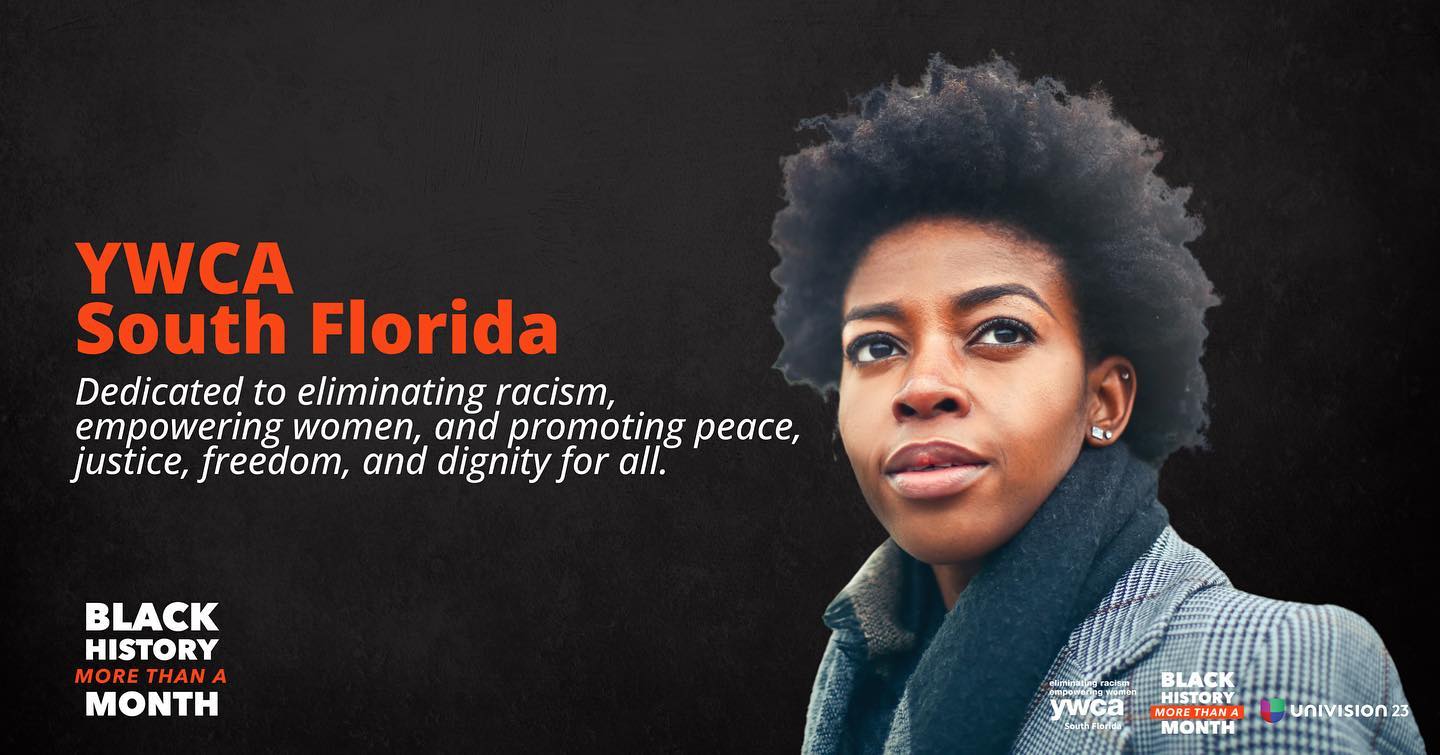 YWCA
South Florida
Dedicated to eliminating racism,
empowering women, and promoting peace,
justice, freedom, and dignity for all.
BLACK
HISTORY
MORE THAN A
MONTH
eliminating racism
empowering women
ywca
South Florida
BLACK
HISTORY
MORE THAN A
MONTH
univision 23